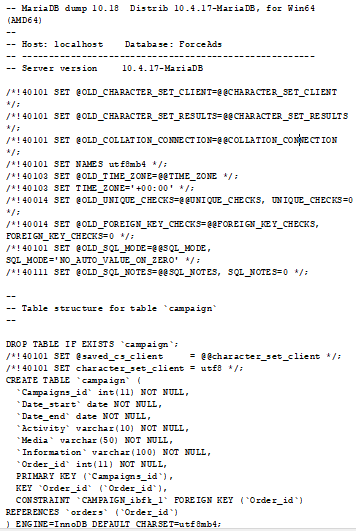 -- MariaDB dump 10.18  Distrib 10.4.17-MariaDB, for Win64
(AMD64)
--
-- Host: localhost    Database: ForceAds
-- ------------------------------------------------------
-- Server version    10.4.17-MariaDB

/*!40101 SET @OLD_CHARACTER_SET_CLIENT=@@CHARACTER_SET_CLIENT
*/;
/*!40101 SET @OLD_CHARACTER_SET_RESULTS=@@CHARACTER_SET_RESULTS
*/;
/*!40101 SET @OLD_COLLATION_CONNECTION=@@COLLATION_CONNECTION
*/;
/*!40101 SET NAMES utf8mb4 */;
/*!40103 SET @OLD_TIME_ZONE=@@TIME_ZONE */;
/*!40103 SET TIME_ZONE='+00:00' */;
/*!40014 SET @OLD_UNIQUE_CHECKS=@@UNIQUE_CHECKS, UNIQUE_CHECKS=0
*/;
/*!40014 SET @OLD_FOREIGN_KEY_CHECKS=@@FOREIGN_KEY_CHECKS,
FOREIGN_KEY_CHECKS=0 */;
/*!40101 SET @OLD_SQL_MODE=@@SQL_MODE,
SQL_MODE='NO_AUTO_VALUE_ON_ZERO' */;
/*!40111 SET @OLD_SQL_NOTES=@@SQL_NOTES, SQL_NOTES=0 */;

--
-- Table structure for table `campaign`
--

DROP TABLE IF EXISTS `campaign`;
/*!40101 SET @saved_cs_client     = @@character_set_client */;
/*!40101 SET character_set_client = utf8 */;
CREATE TABLE `campaign` (
  `Campaigns_id` int(11) NOT NULL,
  `Date_start` date NOT NULL,
  `Date_end` date NOT NULL,
  `Activity` varchar(10) NOT NULL,
  `Media` varchar(50) NOT NULL,
  `Information` varchar(100) NOT NULL,
  `Order_id` int(11) NOT NULL,
  PRIMARY KEY (`Campaigns_id`),
  KEY `Order_id` (`Order_id`),
  CONSTRAINT `CAMPAIGN_ibfk_1` FOREIGN KEY (`Order_id`)
REFERENCES `orders` (`Order_id`)
) ENGINE=InnoDB DEFAULT CHARSET=utf8mb4;